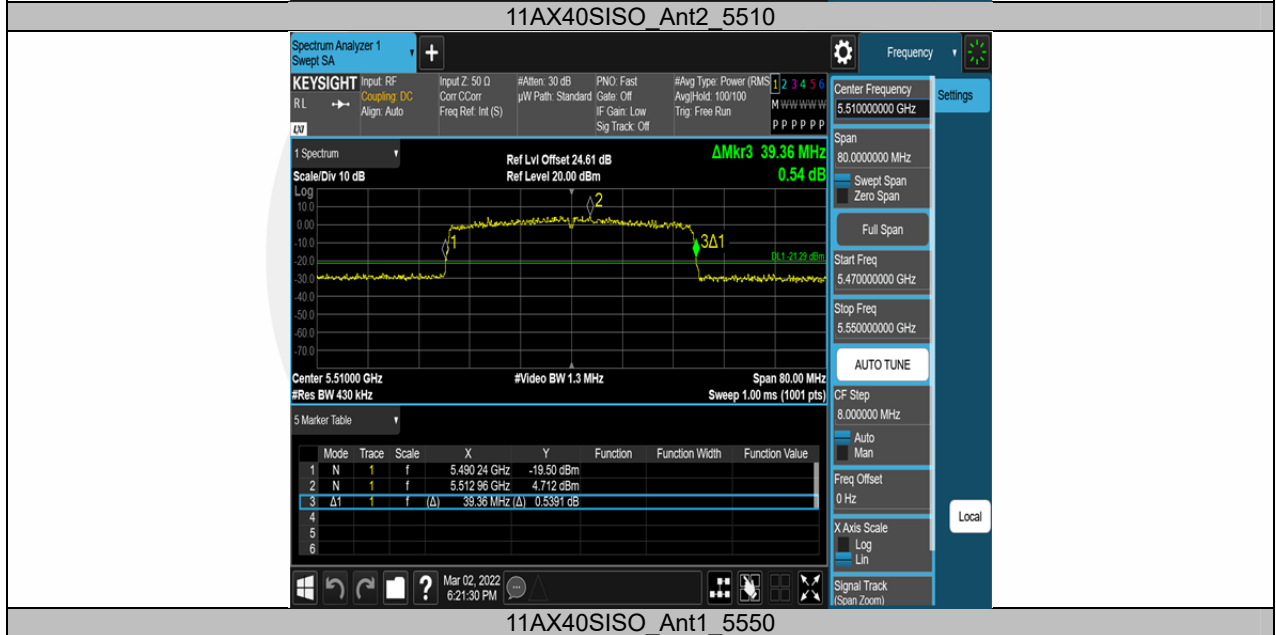 11AX40SISO_Ant2_5510
Spectrum Analyzer 1
Swept SA
+
Frequency
KEYSIGHT
RL
LXI
Input: RF
Coupling: DC
Align: Auto
Input Z: 50 Ω
Corr CCorr
Freq Ref: Int (S)
#Atten: 30 dB
µW Path: Standard
PNO: Fast
Gate: Off
IF Gain: Low
Sig Track: Off
#Avg Type: Power (RMS
Avg|Hold: 100/100
Trig: Free Run
1 2 3 4 5 6
M W W W W W
P P P P P P
1 Spectrum
Scale/Div 10 dB
Ref Lvl Offset 24.61 dB
Ref Level 20.00 dBm
ΔMkr3 39.36 MHz
0.54 dB
Log
10.0
0.00
-10.0
-20.0
-30.0
-40.0
-50.0
-60.0
-70.0
1
2
3Δ1
DL1 -21.29 dBm
Center 5.51000 GHz
#Res BW 430 kHz
#Video BW 1.3 MHz
Span 80.00 MHz
Sweep 1.00 ms (1001 pts)
5 Marker Table
Mode Trace Scale X Y Function Function Width Function Value
1 N 1 f 5.490 24 GHz -19.50 dBm
2 N 1 f 5.512 96 GHz 4.712 dBm
3 Δ1 1 f (Δ) 39.36 MHz (Δ) 0.5391 dB
4
5
6
?
Mar 02, 2022
6:21:30 PM
Center Frequency
5.510000000 GHz
Span
80.0000000 MHz
Swept Span
Zero Span
Full Span
Start Freq
5.470000000 GHz
Stop Freq
5.550000000 GHz
AUTO TUNE
CF Step
8.000000 MHz
Auto
Man
Freq Offset
0 Hz
X Axis Scale
Log
Lin
Signal Track
(Span Zoom)
Settings
Local
11AX40SISO_Ant1_5550